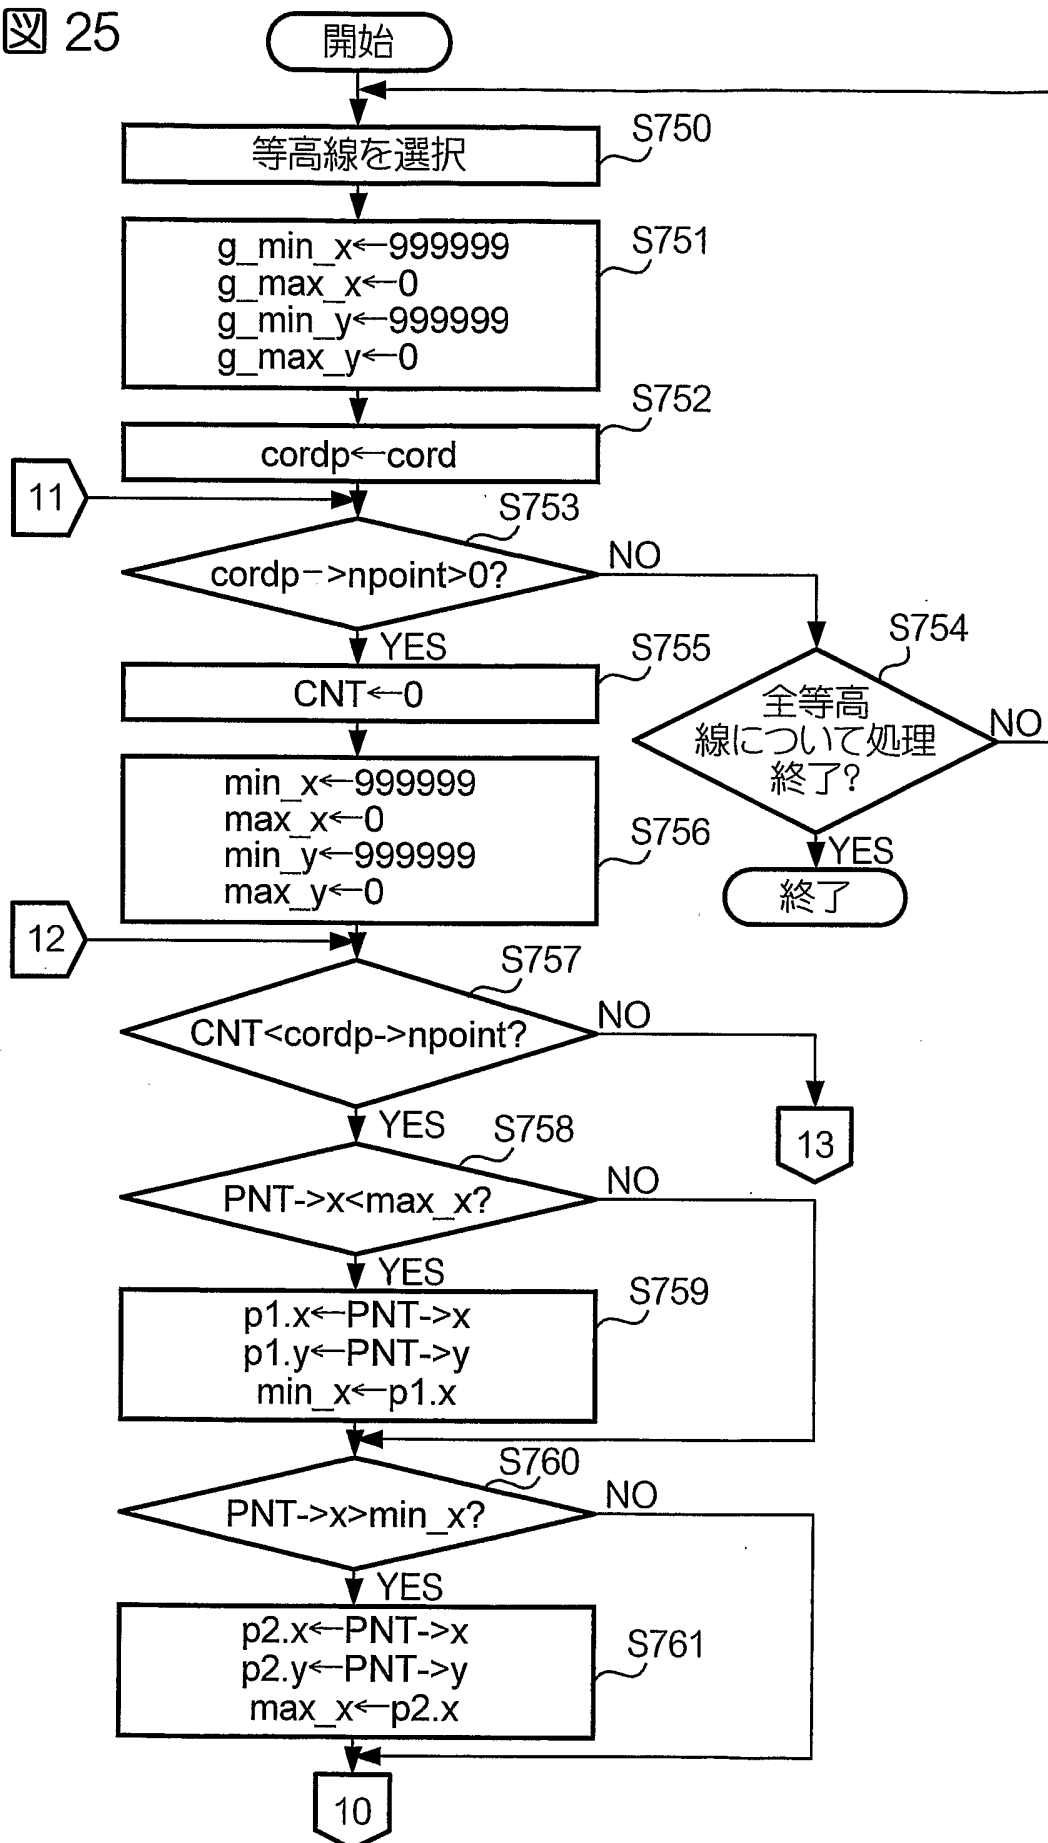 図 25
開始
等高線を選択
S750
g_min_x←999999
g_max_x←0
g_min_y←999999
g_max_y←0
S751
cordp←cord
S752
11
cordp->npoint>0?
S753
NO
YES
全等高
線について処理
終了?
S754
NO
YES
終了
CNT←0
S755
min_x←999999
max_x←0
min_y←999999
max_y←0
S756
12
CNT<cordp->npoint?
S757
NO
13
YES
PNT->x<max_x?
S758
NO
YES
p1.x←PNT->x
p1.y←PNT->y
min_x←p1.x
S759
PNT->x>min_x?
S760
NO
YES
p2.x←PNT->x
p2.y←PNT->y
max_x←p2.x
S761
10